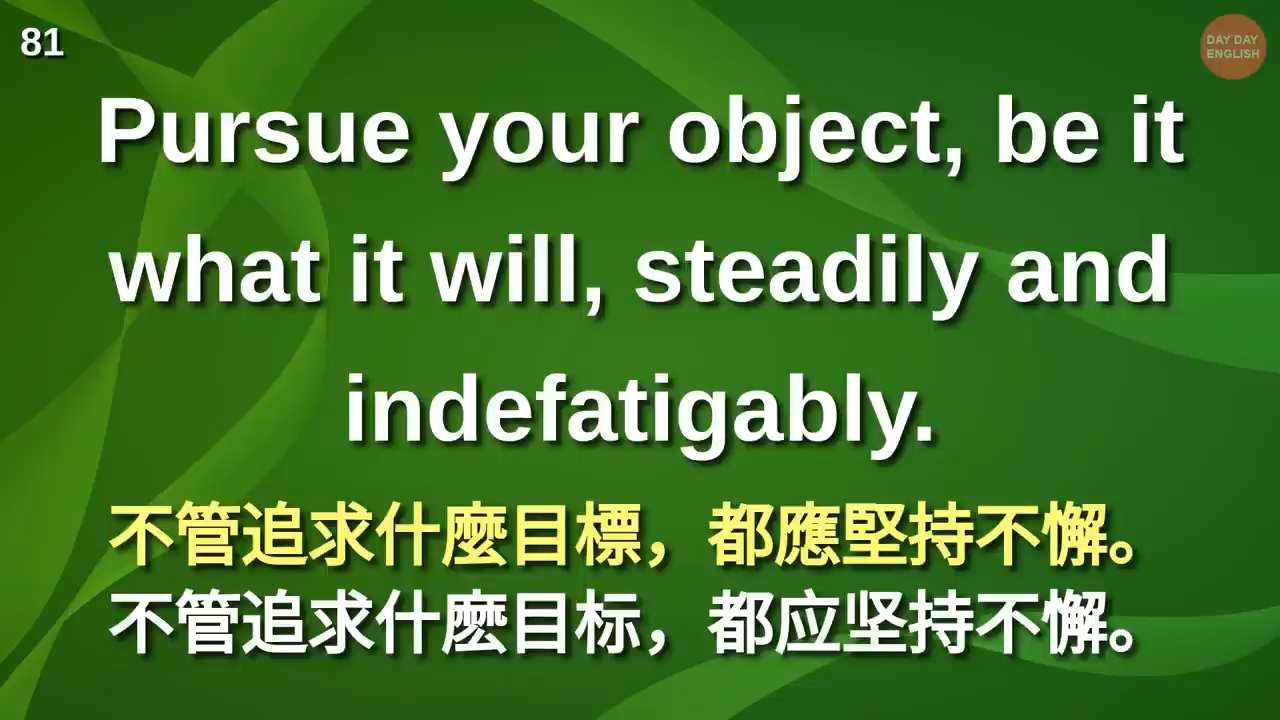 81
DAY DAY
ENGLISH
Pursue your object, be it
what it will, steadily and
indefatigably.
不管追求什麼目標，都應堅持不懈。
不管追求什麽目标，都应坚持不懈。